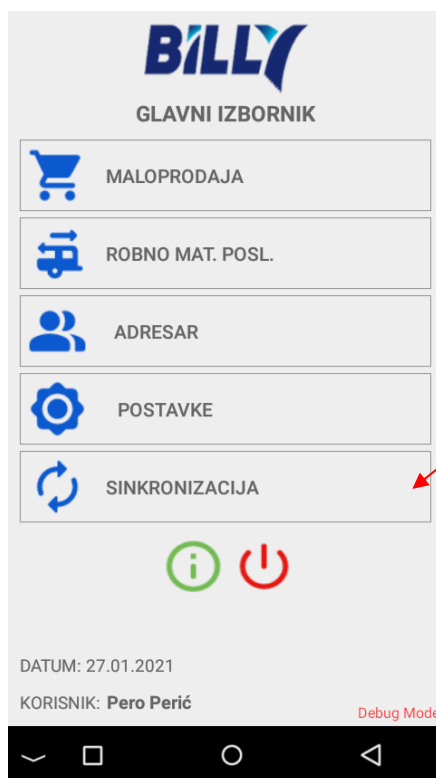 BILLY
GLAVNI IZBORNIK
MALOPRODAJA
ROBNO MAT. POSL.
ADRESAR
POSTAVKE
SINKRONIZACIJA
DATUM: 27.01.2021
KORISNIK: Pero Perić
Debug Mode